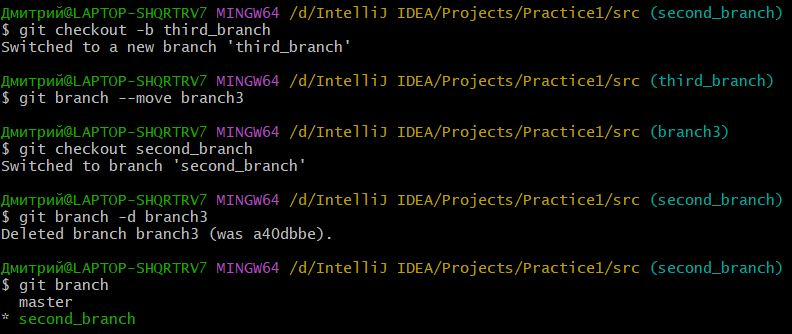 Дмитрий@LAPTOP-SHQRTRV7 MINGW64 /d/IntelliJ IDEA/Projects/Practice1/src (second_branch)
$ git checkout -b third_branch
Switched to a new branch 'third_branch'
Дмитрий@LAPTOP-SHQRTRV7 MINGW64 /d/IntelliJ IDEA/Projects/Practice1/src (third_branch)
$ git branch --move branch3
Дмитрий@LAPTOP-SHQRTRV7 MINGW64 /d/IntelliJ IDEA/Projects/Practice1/src (branch3)
$ git checkout second_branch
Switched to branch 'second_branch'
Дмитрий@LAPTOP-SHQRTRV7 MINGW64 /d/IntelliJ IDEA/Projects/Practice1/src (second_branch)
$ git branch -d branch3
Deleted branch branch3 (was a40dbbe).
Дмитрий@LAPTOP-SHQRTRV7 MINGW64 /d/IntelliJ IDEA/Projects/Practice1/src (second_branch)
$ git branch
  master
* second_branch